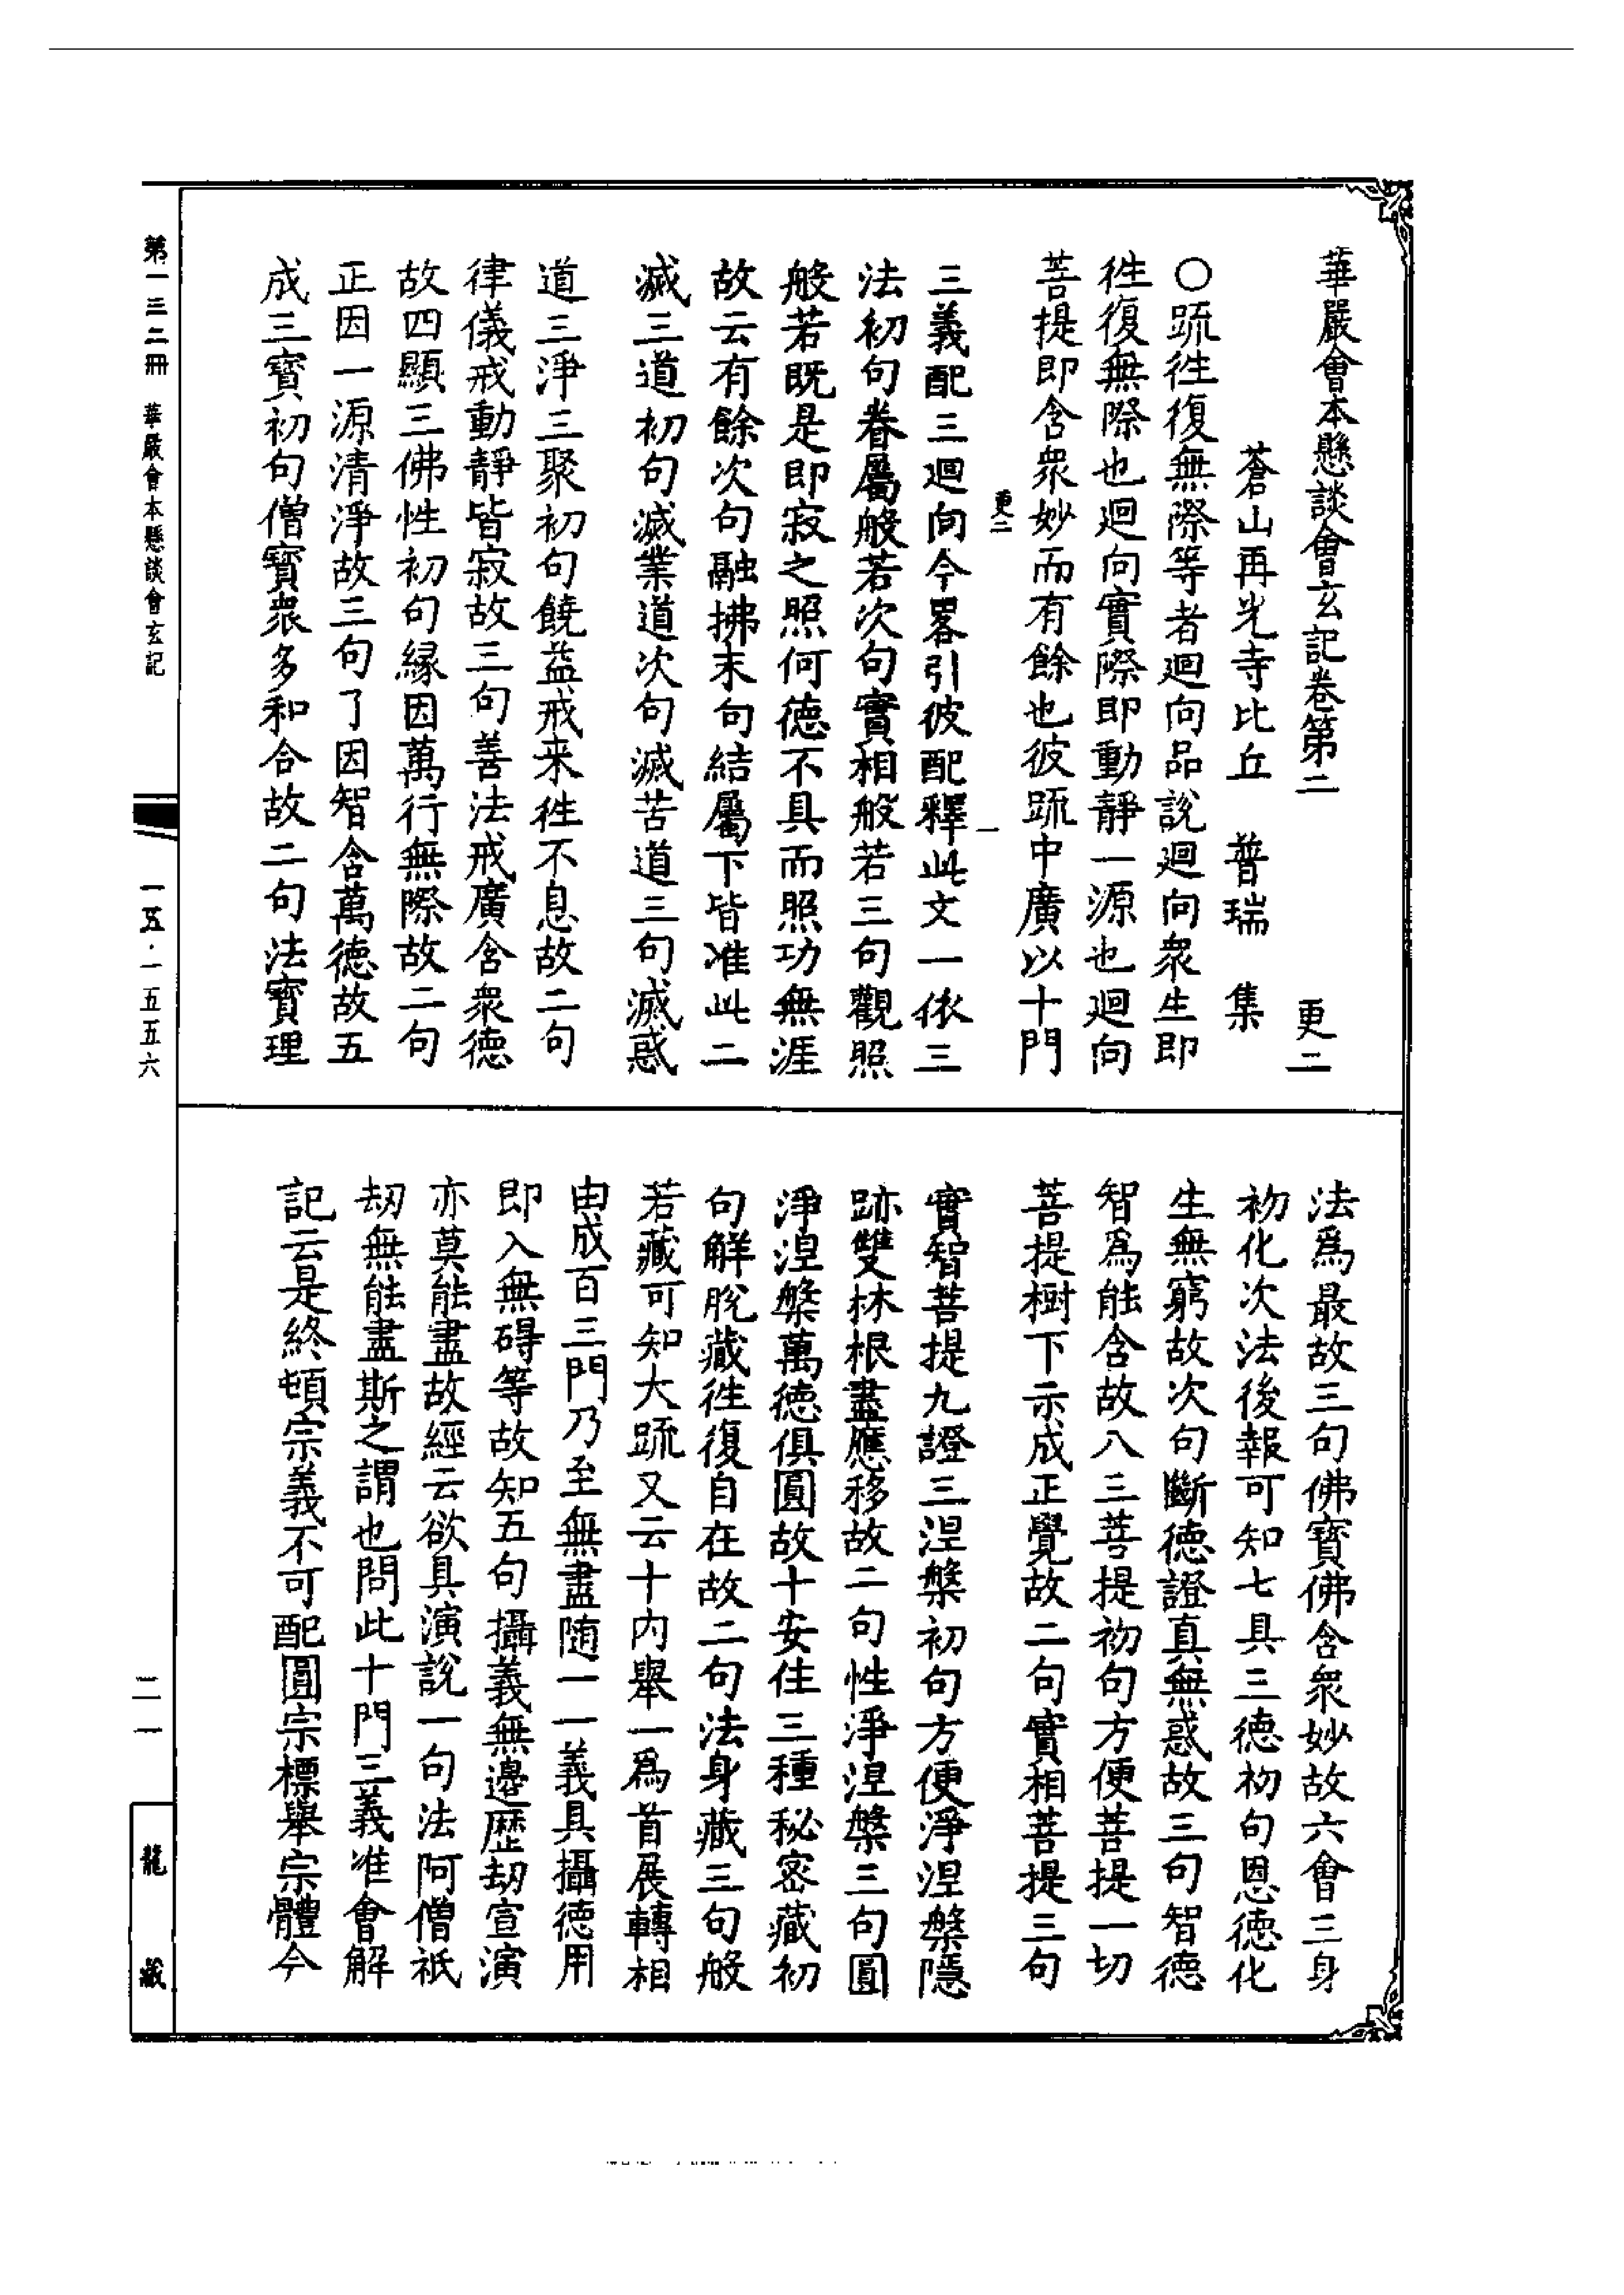 華嚴會本懸談會玄記卷第二　更二
蒼山再光寺比丘　普瑞　集
○䟽徃復無際等者迴向品說迴向衆生即
徃復無際也迴向實際即動靜一源也迴向
菩提即含衆妙而有餘也彼䟽中廣以十門
更二　一
三義配三迴向今畧引彼配釋此文一依三
法初句眷屬般若次句實相般若三句觀照
般若既是即寂之照何德不具而照功無涯
故云有餘次句融拂末句結屬下皆准此二
滅三道初句滅業道次句滅苦道三句滅惑
道三淨三聚初句饒益戒来徃不息故二句
律儀戒動靜皆寂故三句善法戒廣含衆德
故四顯三佛性初句緣因萬行無際故二句
正因一源清淨故三句了因智含萬德故五
成三寳初句僧寳衆多和合故二句法寳理
法爲最故三句佛寳佛含衆妙故六會三身
初化次法後報可知七具三德初句恩德化
生無窮故次句斷德證真無惑故三句智德
智爲能含故八三菩提初句方便菩提一切
菩提樹下示成正覺故二句實相菩提三句
實智菩提九證三涅槃初句方便淨涅槃隱
跡雙林根盡應移故二句性淨涅槃三句圓
淨涅槃萬德俱圓故十安住三種秘密藏初
句解脫藏徃復自在故二句法身藏三句般
若藏可知大䟽又云十内舉一爲首展轉相
由成百三門乃至無盡随一一義具攝德用
即入無碍等故知五句攝義無邊歷劫宣演
亦莫能盡故經云欲具演說一句法阿僧祇
劫無能盡斯之謂也問此十門三義准會解
記云是終頓宗義不可配圓宗標舉宗體今
第一三二冊　華嚴會本懸談會玄記
一五·一五五六
二一
龍藏